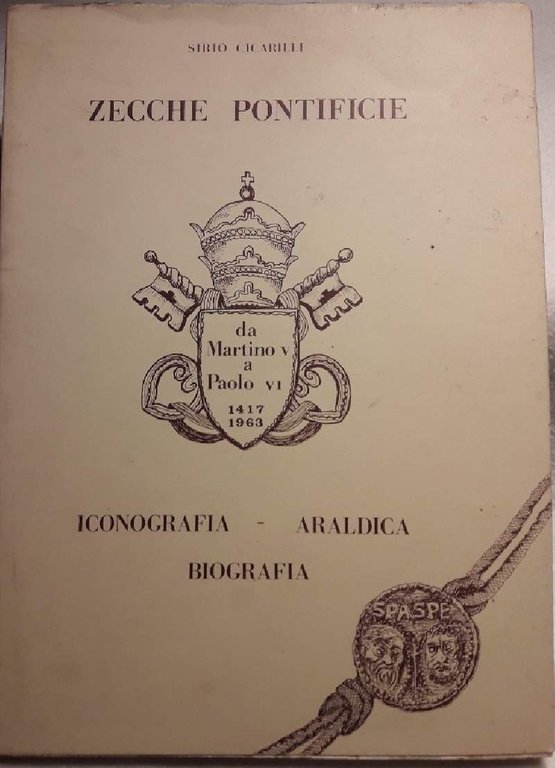 SIRIO CICARILLI
ZECCHE PONTIFICIE
da
Martino V
a
Paolo VI
1417
1963
ICONOGRAFIA - ARALDICA
BIOGRAFIA
SPASPE